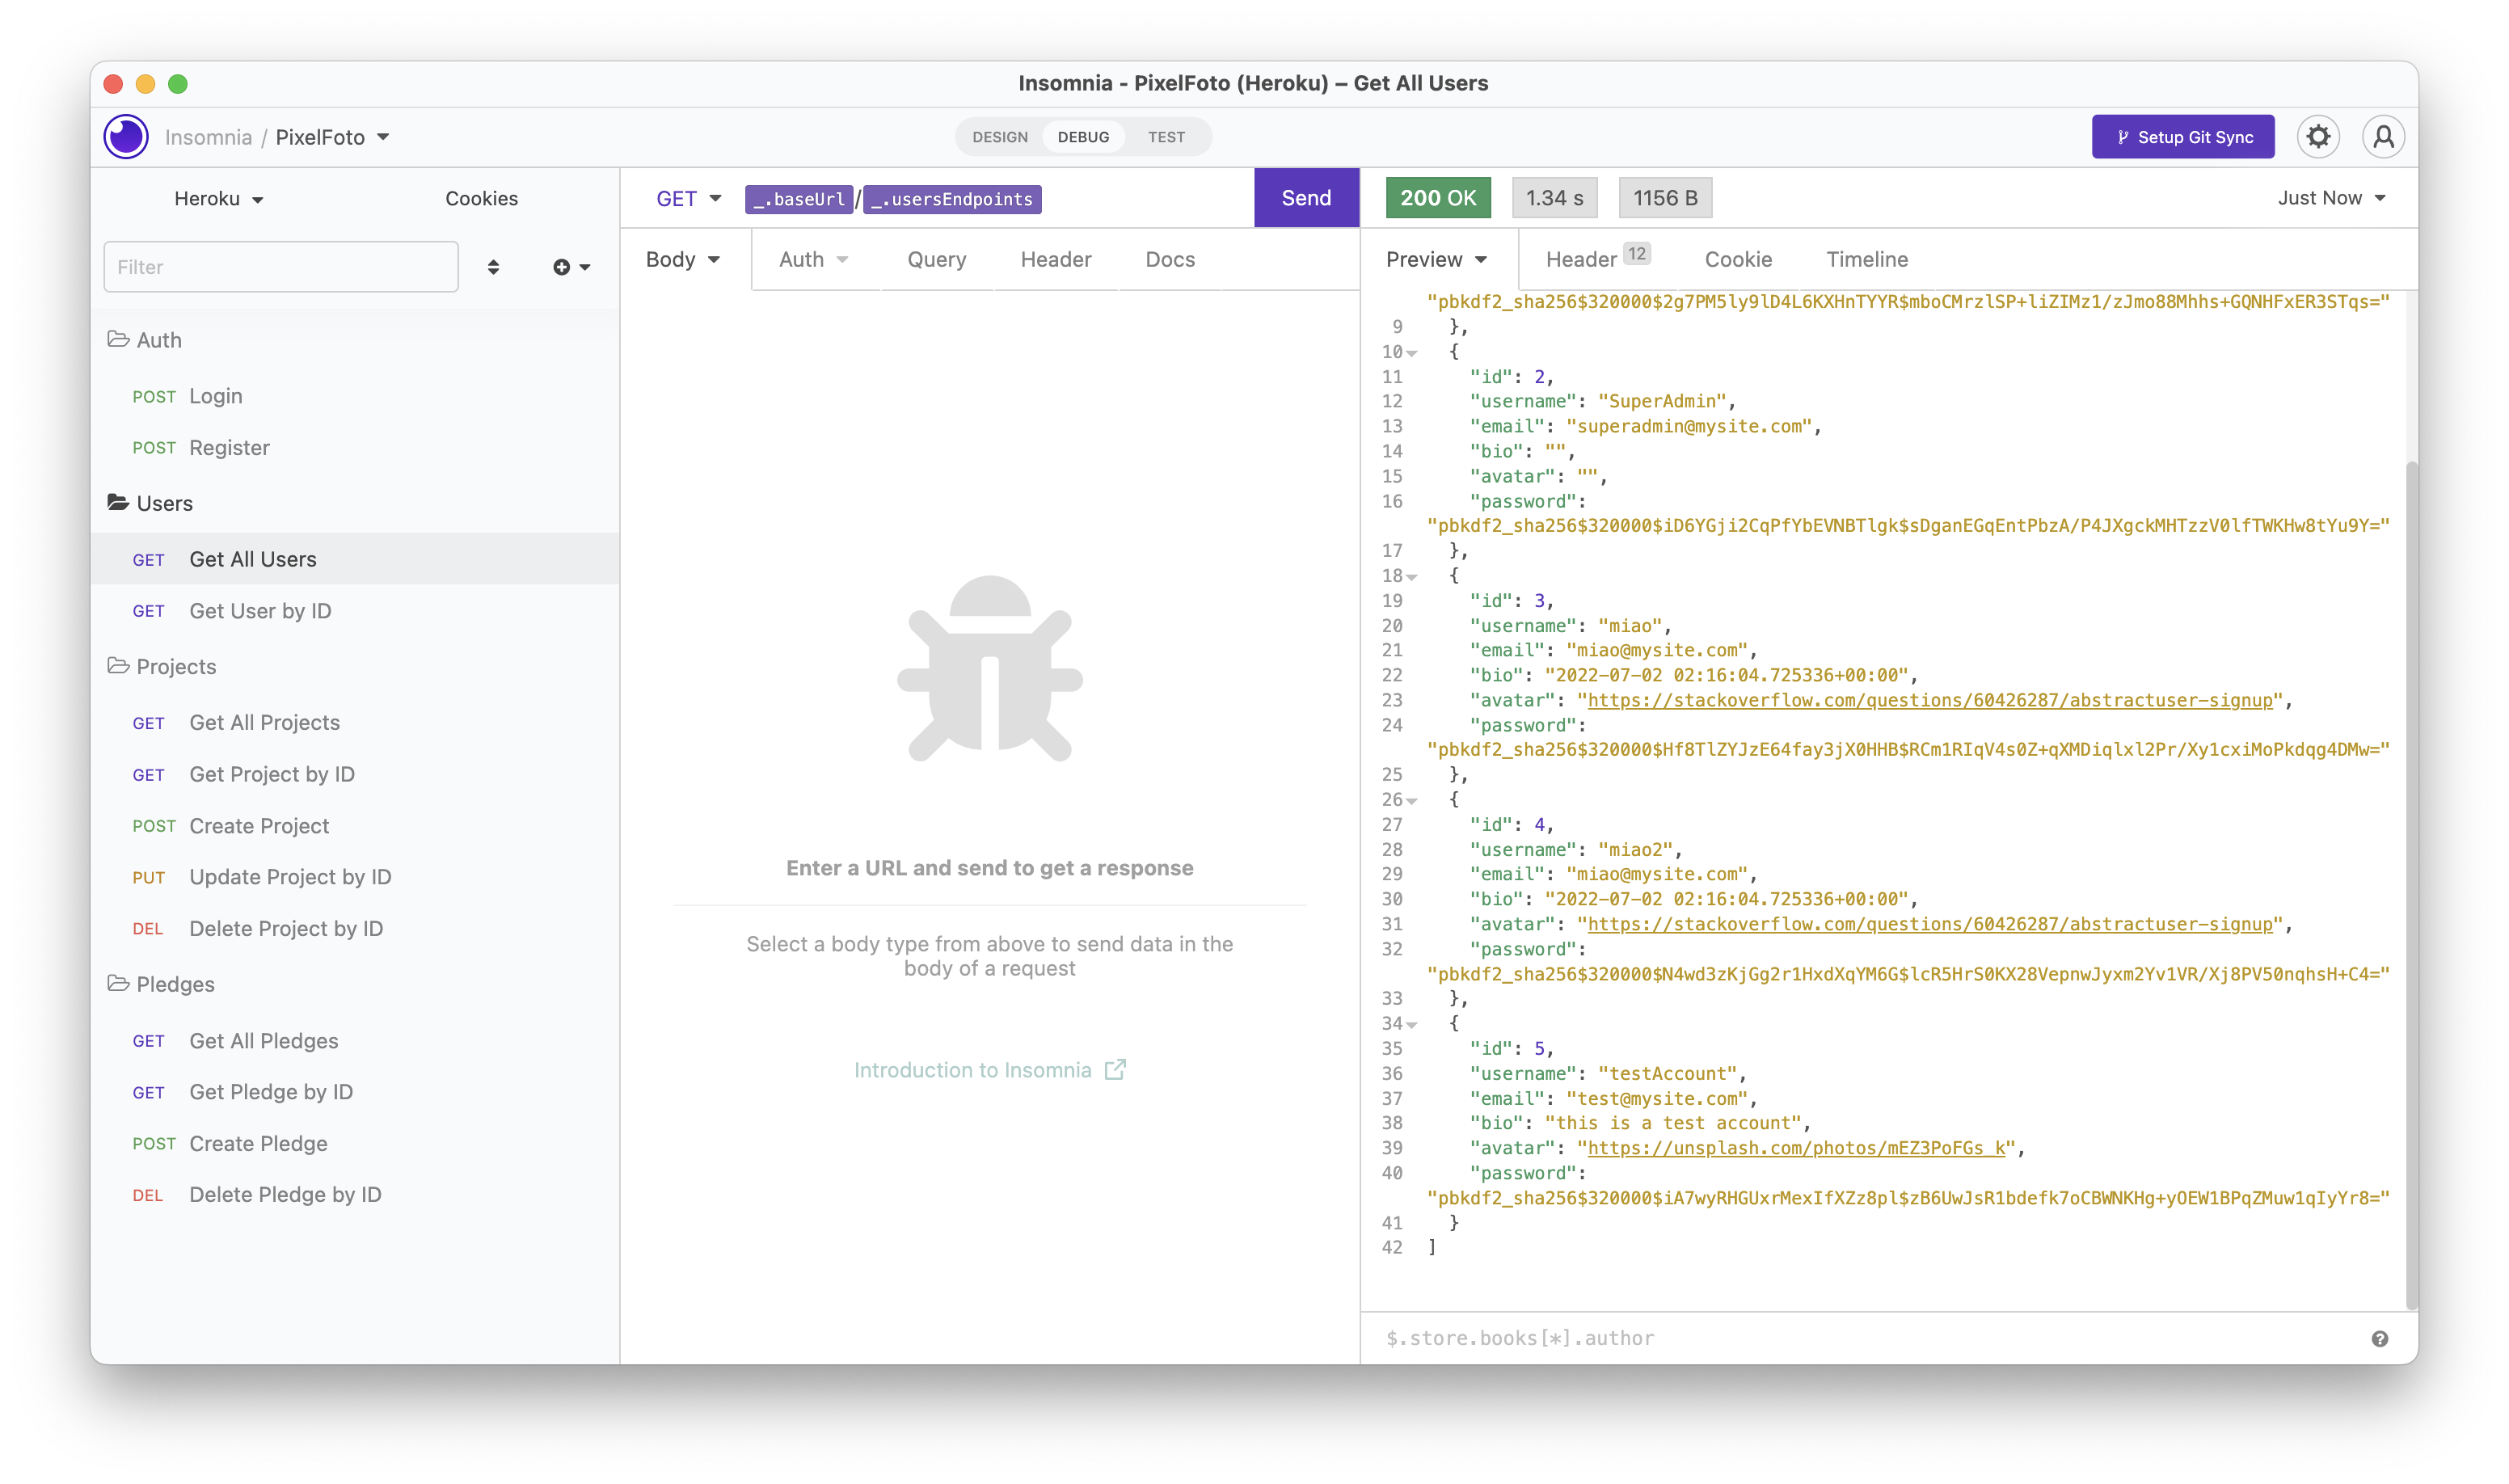 Insomnia - PixelFoto (Heroku) – Get All Users
Insomnia / PixelFoto
DESIGN DEBUG TEST
Setup Git Sync
Heroku Cookies
Filter
Auth
POST Login
POST Register
Users
GET Get All Users
GET Get User by ID
Projects
GET Get All Projects
GET Get Project by ID
POST Create Project
PUT Update Project by ID
DEL Delete Project by ID
Pledges
GET Get All Pledges
GET Get Pledge by ID
POST Create Pledge
DEL Delete Pledge by ID
GET _.baseUrl/_.usersEndpoints Send
Body Auth Query Header Docs
Enter a URL and send to get a response
Select a body type from above to send data in the
body of a request
Introduction to Insomnia
200 OK 1.34 s 1156 B Just Now
Preview Header 12 Cookie Timeline
"pbkdf2_sha256$320000$2g7PM5ly9lD4L6KXHnTYYR$mboCMrzlSP+liZIMz1/zJmo88Mhhs+GQNHFxER3STqs="
9 },
10 {
11 "id": 2,
12 "username": "SuperAdmin",
13 "email": "superadmin@mysite.com",
14 "bio": "",
15 "avatar": "",
16 "password":
"pbkdf2_sha256$320000$iD6YGji2CqPfYbEVNBTlgk$sDganEGqEntPbzA/P4JXgckMHTzzV0lfTWKHw8tYu9Y="
17 },
18 {
19 "id": 3,
20 "username": "miao",
21 "email": "miao@mysite.com",
22 "bio": "2022-07-02 02:16:04.725336+00:00",
23 "avatar": "https://stackoverflow.com/questions/60426287/abstractuser-signup",
24 "password":
"pbkdf2_sha256$320000$Hf8TlZYJzE64fay3jX0HHB$RCm1RIqV4s0Z+qXMDiqlxl2Pr/Xy1cxiMoPkdqg4DMw="
25 },
26 {
27 "id": 4,
28 "username": "miao2",
29 "email": "miao@mysite.com",
30 "bio": "2022-07-02 02:16:04.725336+00:00",
31 "avatar": "https://stackoverflow.com/questions/60426287/abstractuser-signup",
32 "password":
"pbkdf2_sha256$320000$N4wd3zKjGg2r1HxdXqYM6G$lcR5HrS0KX28VepnwJyxm2Yv1VR/Xj8PV50nqhsH+C4="
33 },
34 {
35 "id": 5,
36 "username": "testAccount",
37 "email": "test@mysite.com",
38 "bio": "this is a test account",
39 "avatar": "https://unsplash.com/photos/mEZ3PoFGs_k",
40 "password":
"pbkdf2_sha256$320000$iA7wyRHGUxrMexIfXZz8pl$zB6UwJsR1bdefk7oCBWNKHg+yOEW1BPqZMuw1qIyYr8="
41 }
42 ]
$.store.books[*].author